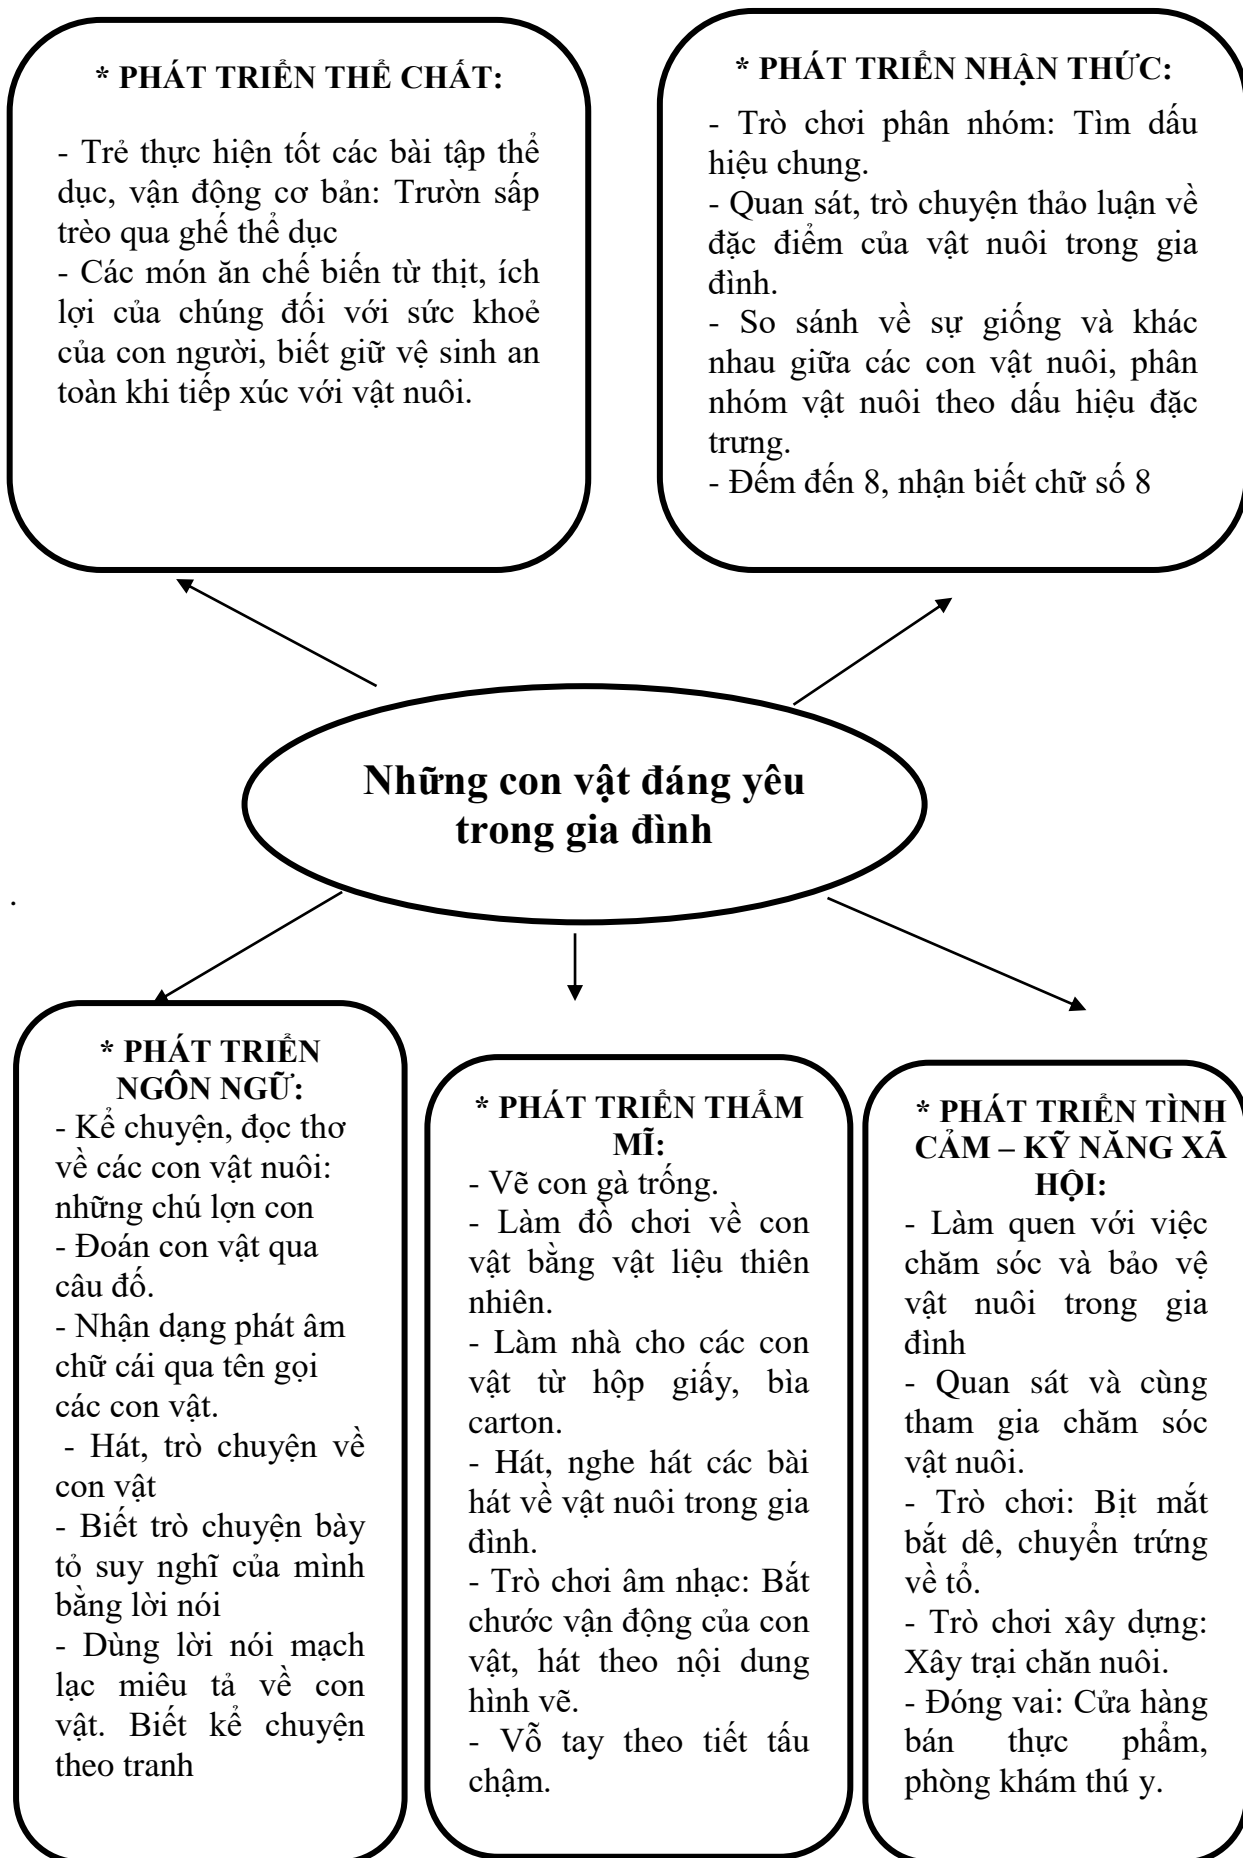 * PHÁT TRIỂN THỂ CHẤT:
- Trẻ thực hiện tốt các bài tập thể
dục, vận động cơ bản: Trườn sấp
trèo qua ghế thể dục
- Các món ăn chế biến từ thịt, ích
lợi của chúng đối với sức khoẻ
của con người, biết giữ vệ sinh an
toàn khi tiếp xúc với vật nuôi.
* PHÁT TRIỂN NHẬN THỨC:
- Trò chơi phân nhóm: Tìm dấu
hiệu chung.
- Quan sát, trò chuyện thảo luận về
đặc điểm của vật nuôi trong gia
đình.
- So sánh về sự giống và khác
nhau giữa các con vật nuôi, phân
nhóm vật nuôi theo dấu hiệu đặc
trưng.
- Đếm đến 8, nhận biết chữ số 8
Những con vật đáng yêu
trong gia đình
.
* PHÁT TRIỂN
NGÔN NGỮ:
- Kể chuyện, đọc thơ
về các con vật nuôi:
những chú lợn con
- Đoán con vật qua
câu đố.
- Nhận dạng phát âm
chữ cái qua tên gọi
các con vật.
- Hát, trò chuyện về
con vật
- Biết trò chuyện bày
tỏ suy nghĩ của mình
bằng lời nói
- Dùng lời nói mạch
lạc miêu tả về con
vật. Biết kể chuyện
theo tranh
* PHÁT TRIỂN THẨM
MĨ:
- Vẽ con gà trống.
- Làm đồ chơi về con
vật bằng vật liệu thiên
nhiên.
- Làm nhà cho các con
vật từ hộp giấy, bìa
carton.
- Hát, nghe hát các bài
hát về vật nuôi trong gia
đình.
- Trò chơi âm nhạc: Bắt
chước vận động của con
vật, hát theo nội dung
hình vẽ.
- Vỗ tay theo tiết tấu
chậm.
* PHÁT TRIỂN TÌNH
CẢM – KỸ NĂNG XÃ
HỘI:
- Làm quen với việc
chăm sóc và bảo vệ
vật nuôi trong gia
đình
- Quan sát và cùng
tham gia chăm sóc
vật nuôi.
- Trò chơi: Bịt mắt
bắt dê, chuyển trứng
về tổ.
- Trò chơi xây dựng:
Xây trại chăn nuôi.
- Đóng vai: Cửa hàng
bán thực phẩm,
phòng khám thú y.